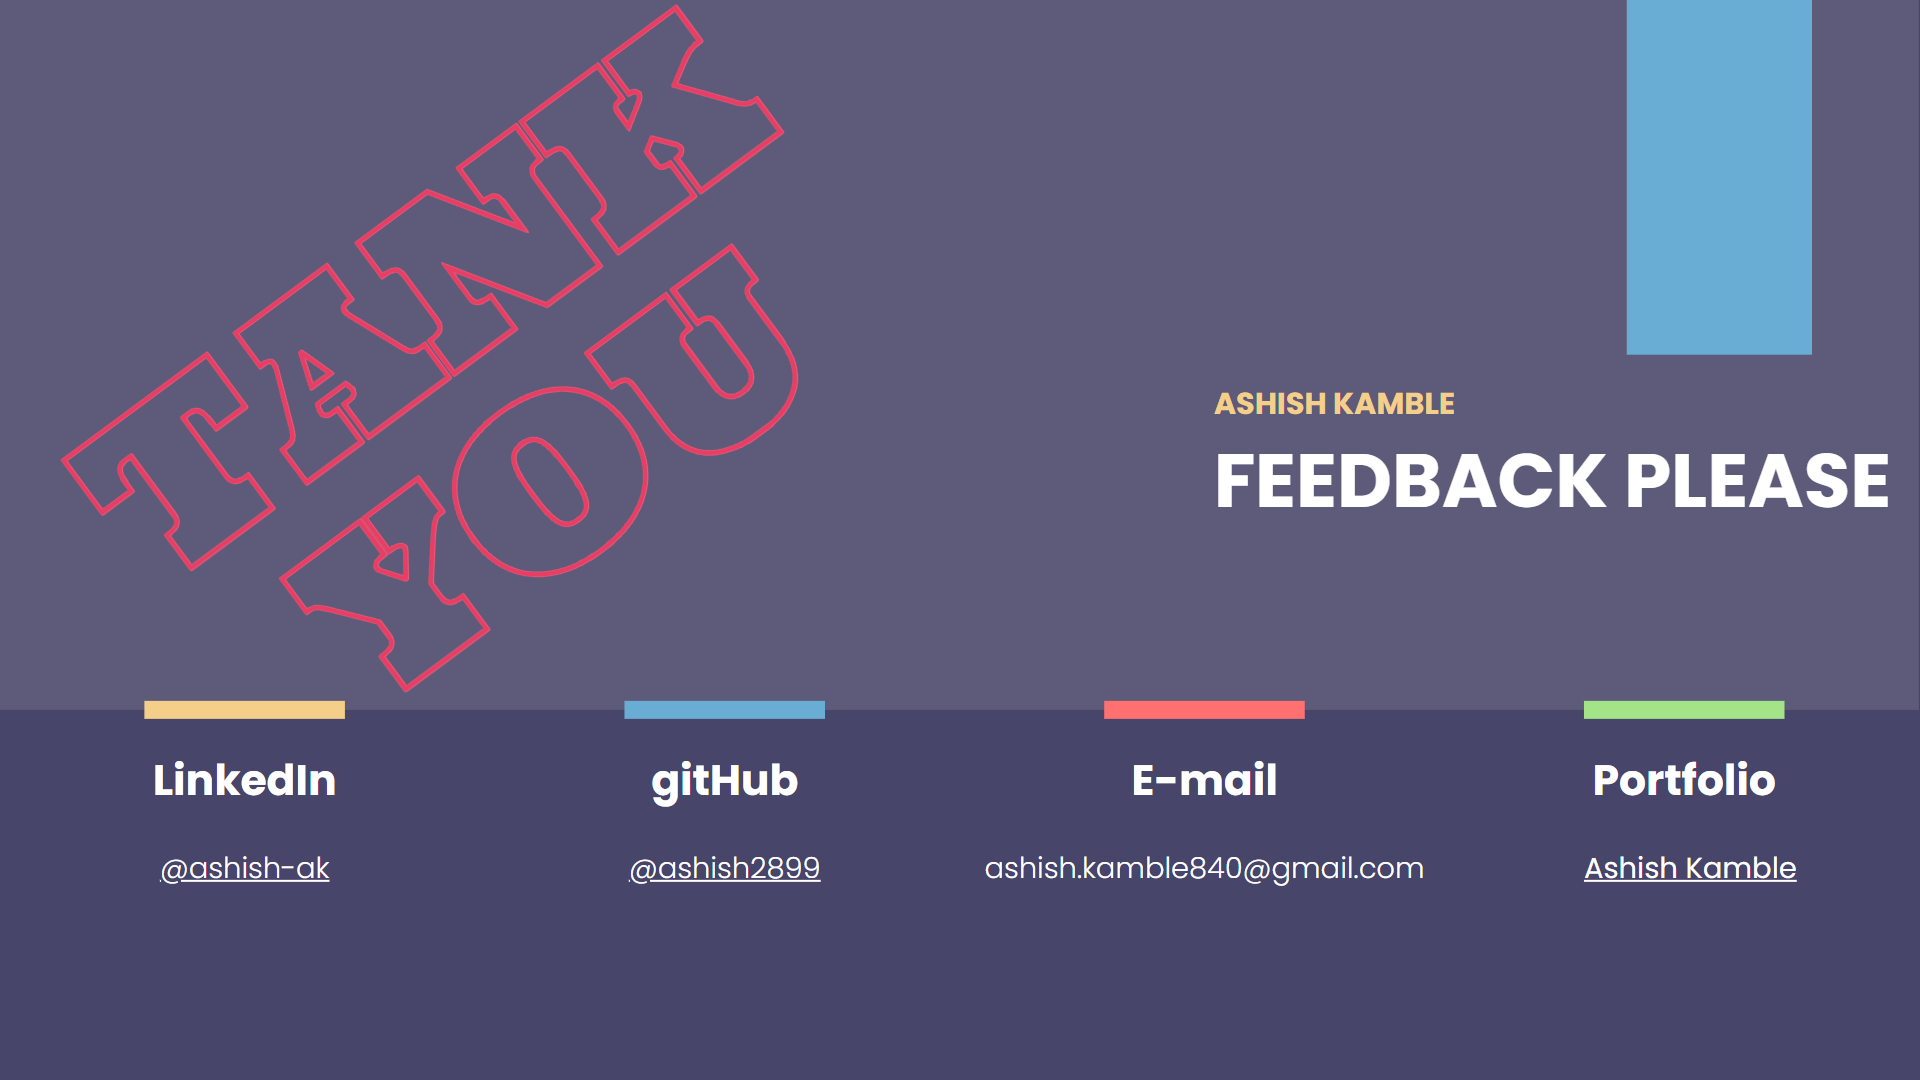 TANK
YOU
ASHISH KAMBLE
FEEDBACK PLEASE
LinkedIn
@ashish-ak
gitHub
@ashish2899
E-mail
ashish.kamble840@gmail.com
Portfolio
Ashish Kamble